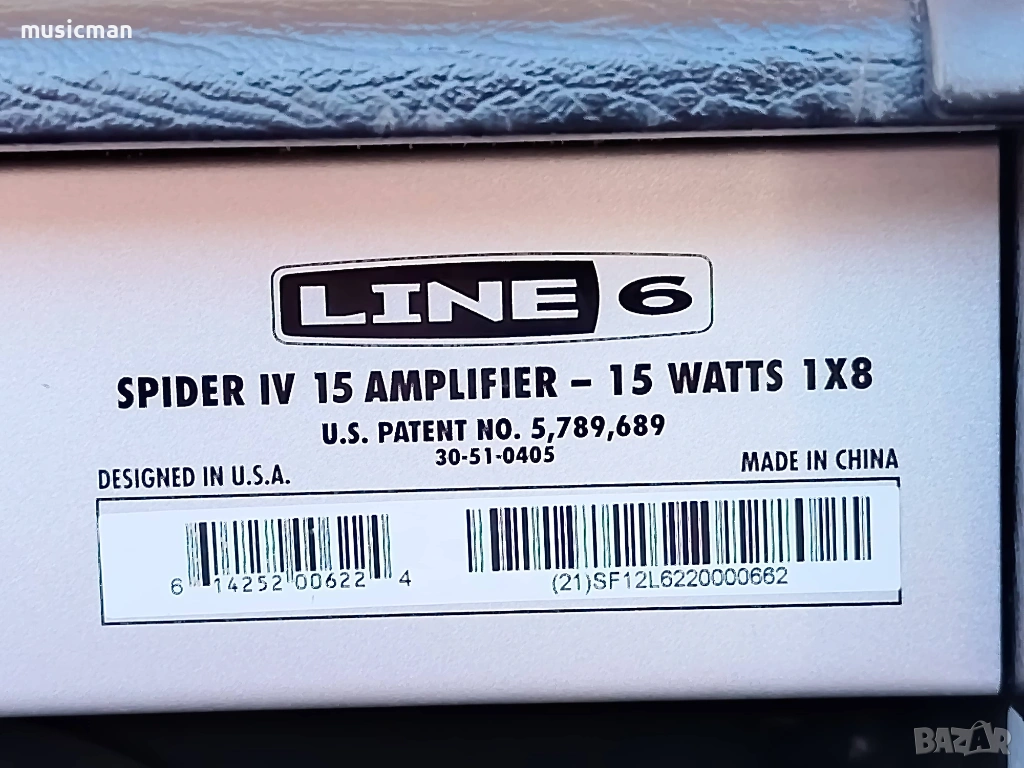 musicman
LINE 6
SPIDER IV 15 AMPLIFIER – 15 WATTS 1X8
U.S. PATENT NO. 5,789,689
30-51-0405
DESIGNED IN U.S.A.
MADE IN CHINA
6 14252 00622 4
(21)SF12L6220000662
BAZAR